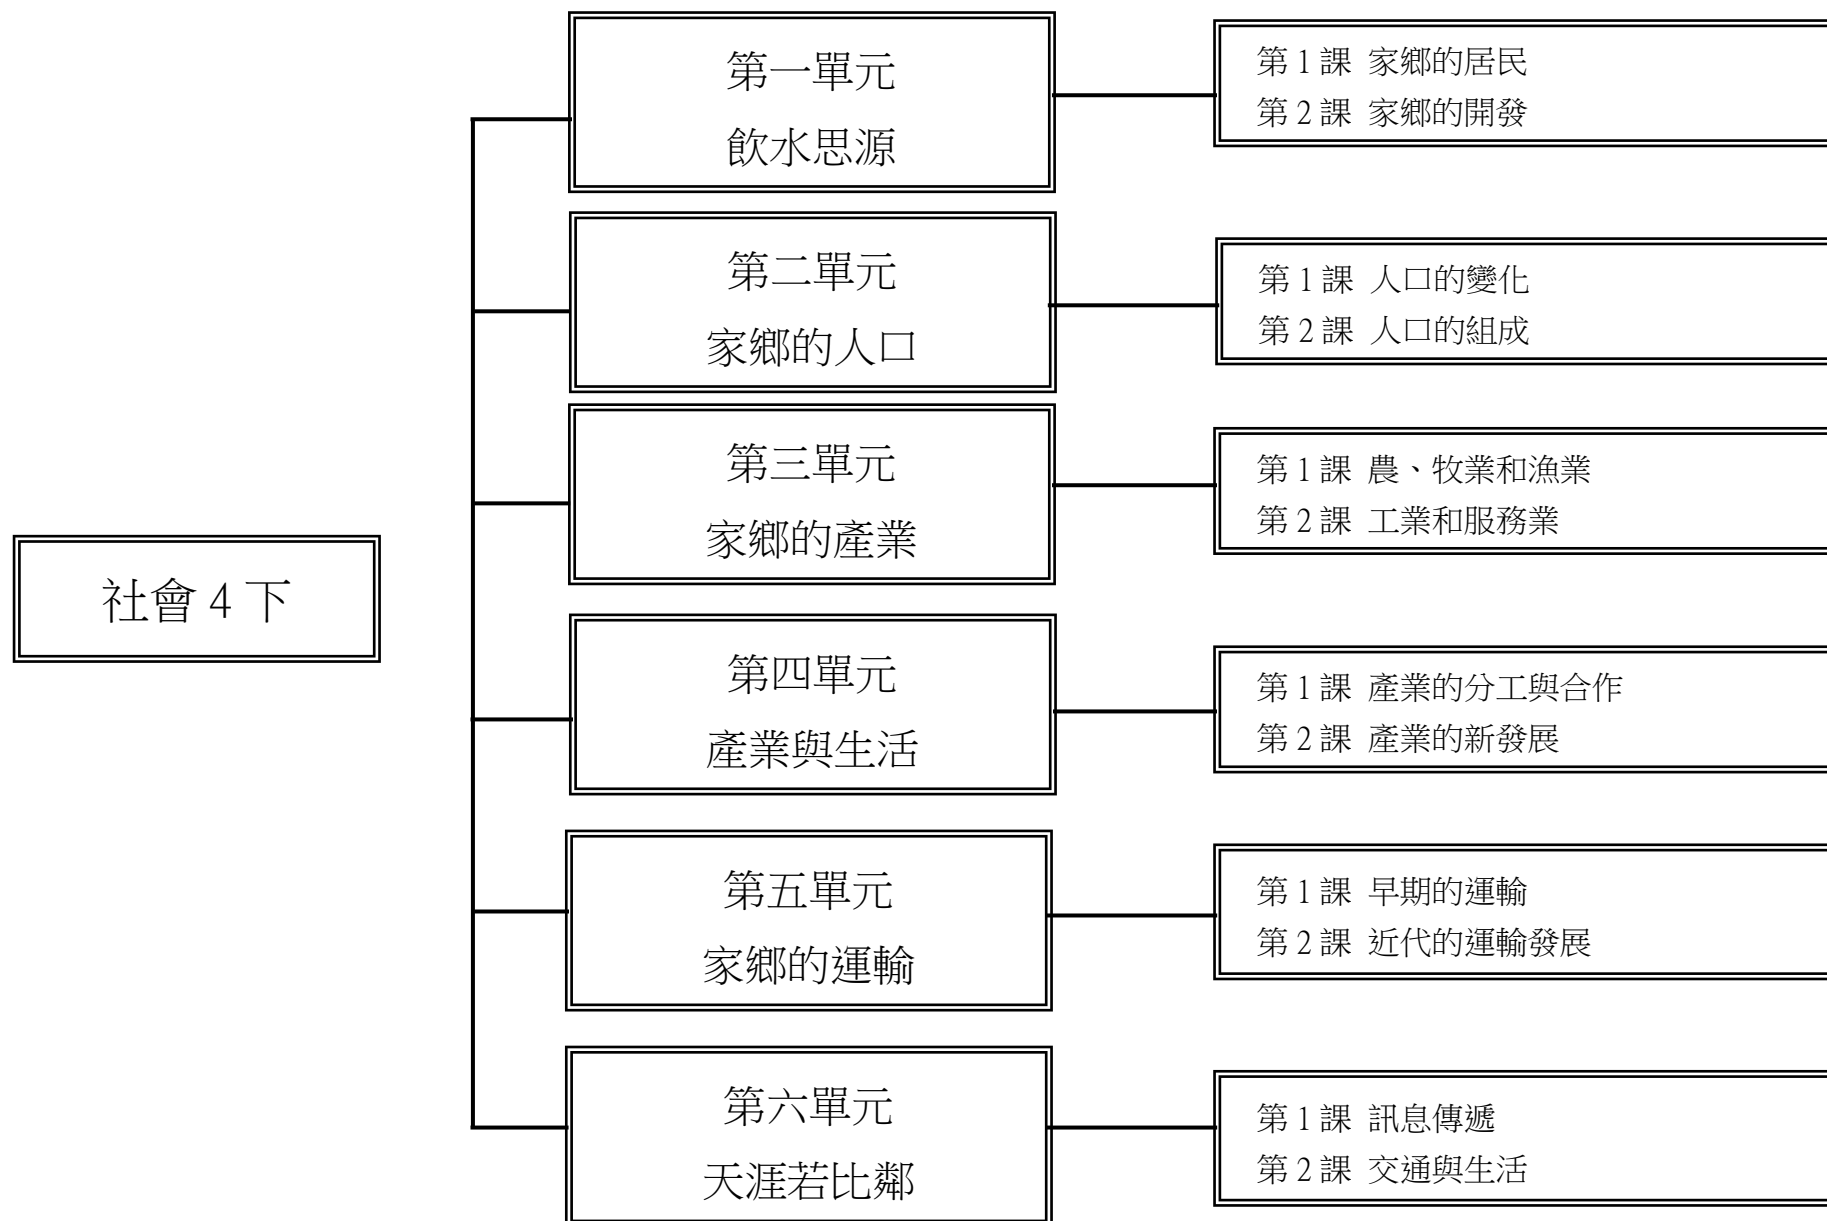 社會 4 下
第一單元
飲水思源
第 1 課 家鄉的居民
第 2 課 家鄉的開發
第二單元
家鄉的人口
第 1 課 人口的變化
第 2 課 人口的組成
第三單元
家鄉的產業
第 1 課 農、牧業和漁業
第 2 課 工業和服務業
第四單元
產業與生活
第 1 課 產業的分工與合作
第 2 課 產業的新發展
第五單元
家鄉的運輸
第 1 課 早期的運輸
第 2 課 近代的運輸發展
第六單元
天涯若比鄰
第 1 課 訊息傳遞
第 2 課 交通與生活